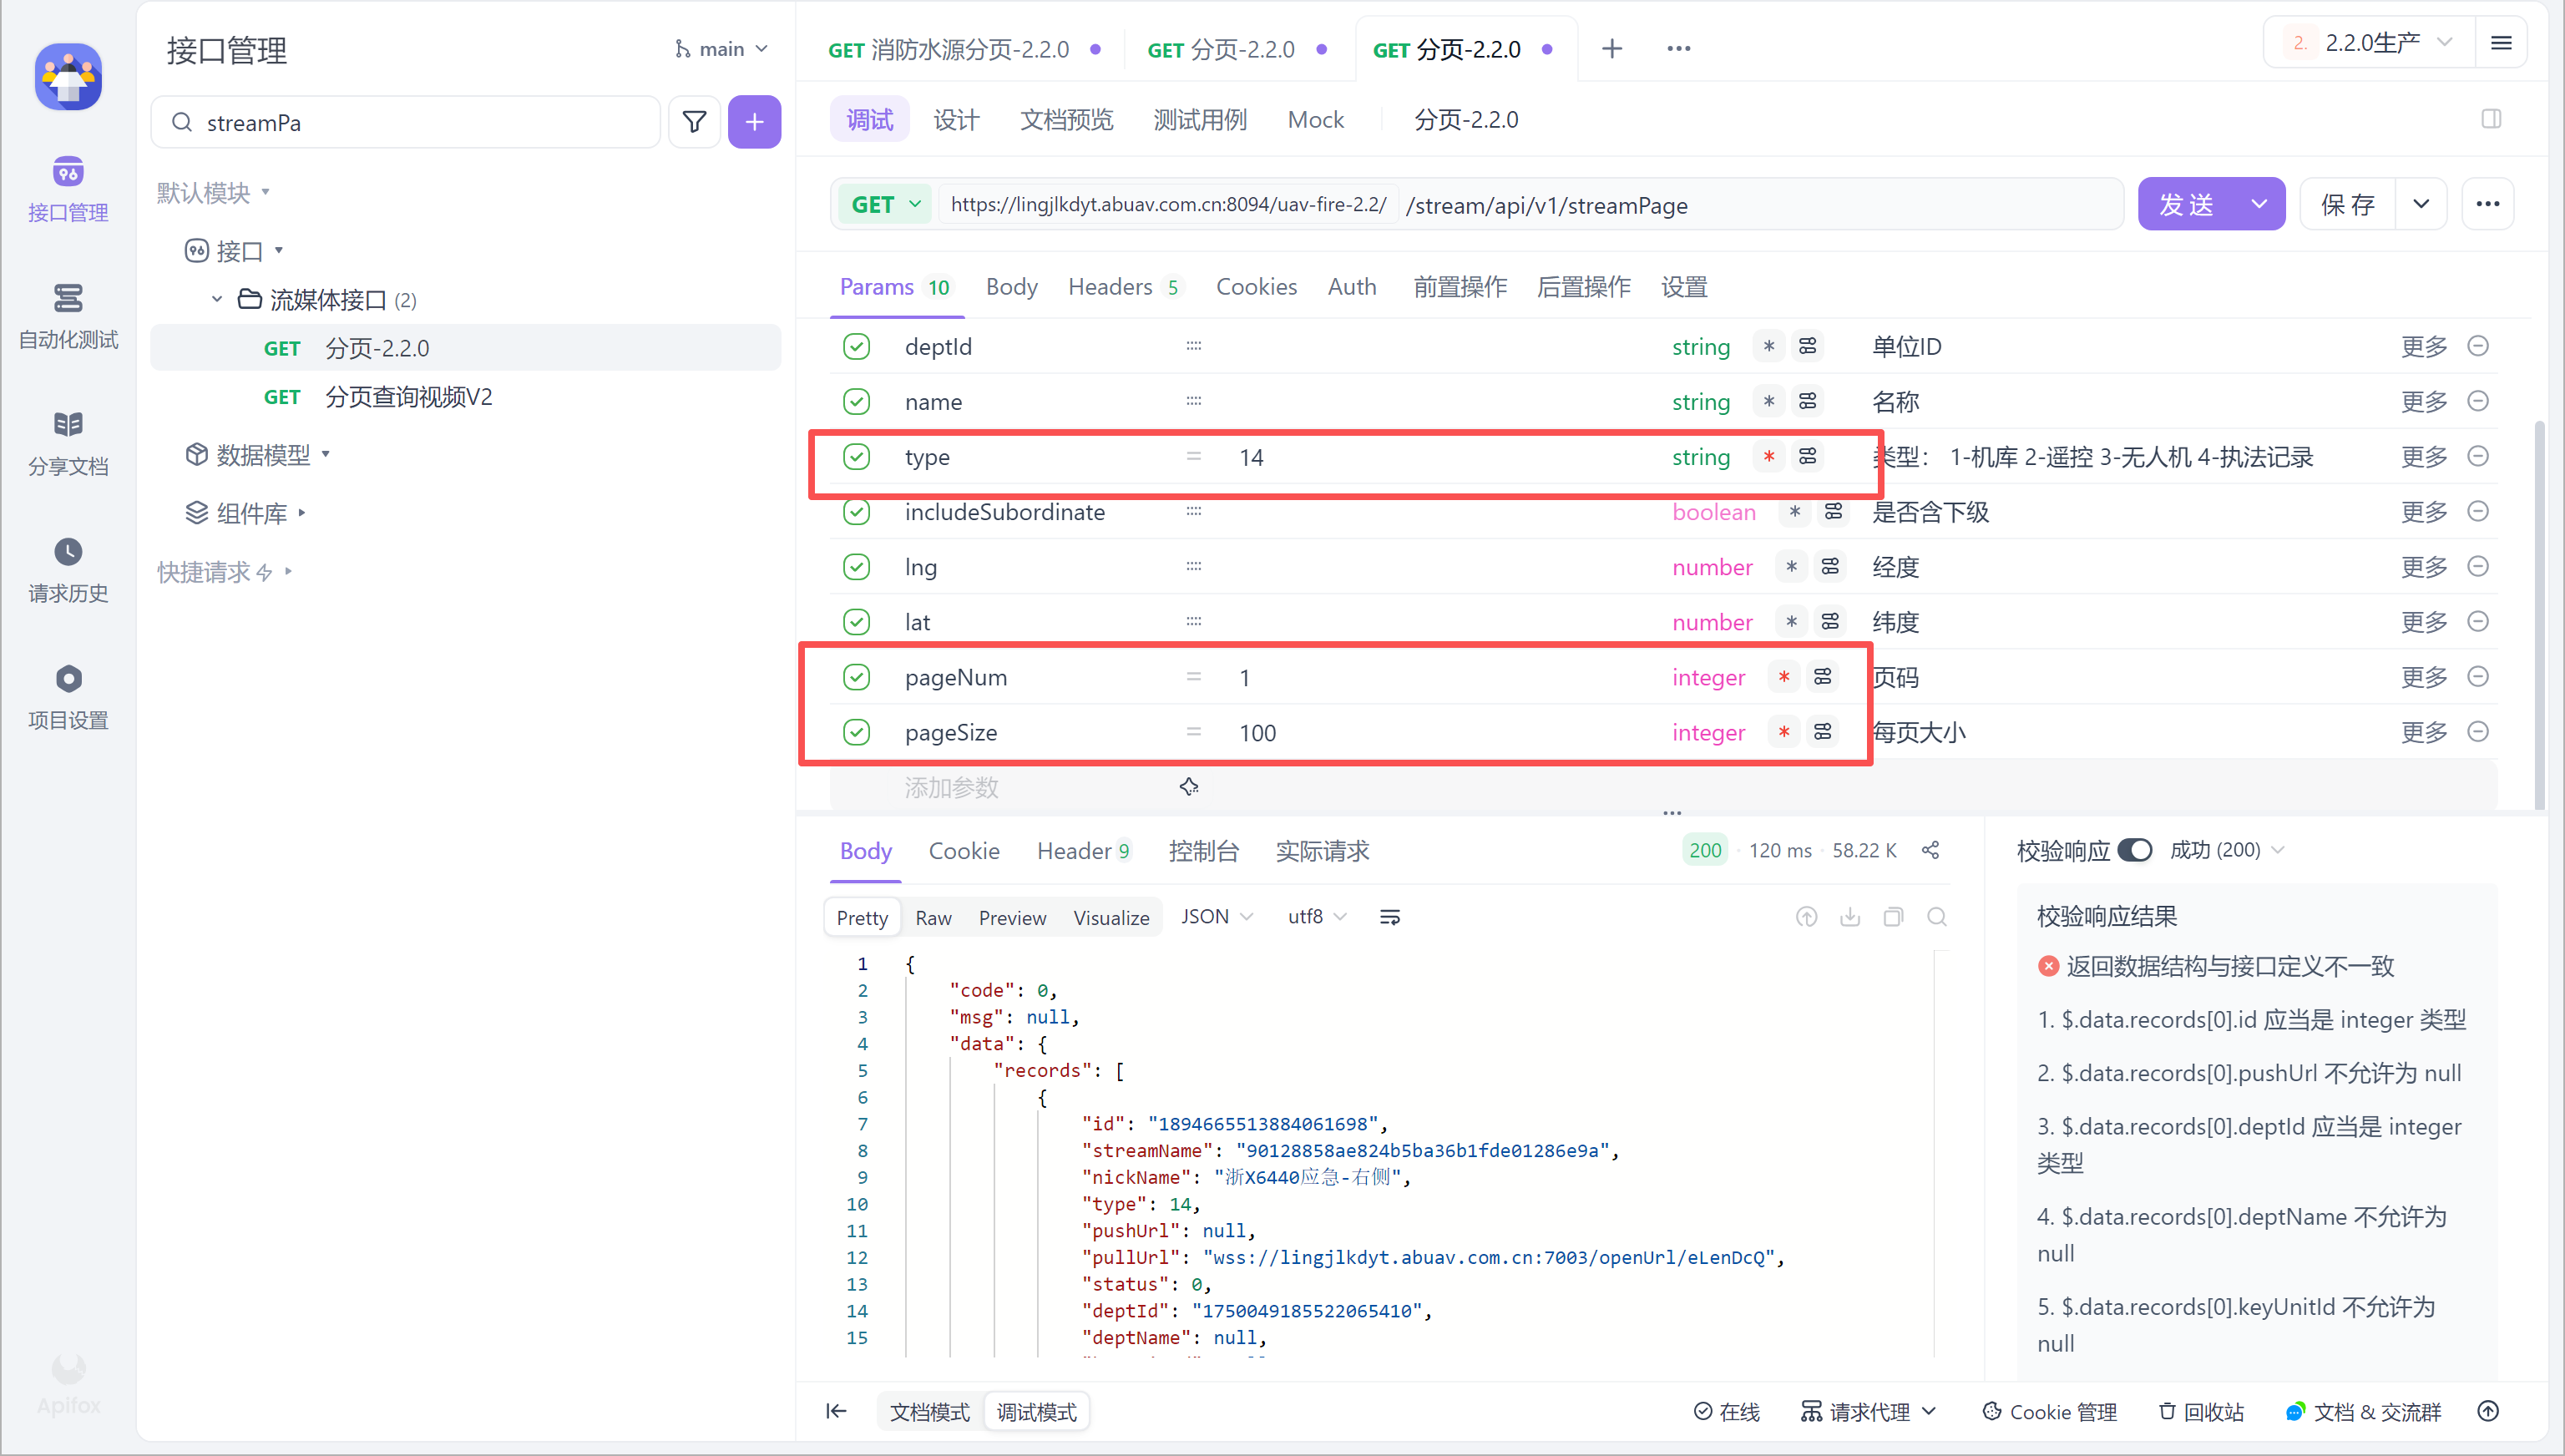 接口管理
main
streamPa
默认模块
接口
流媒体接口 (2)
GET 分页-2.2.0
GET 分页查询视频V2
数据模型
组件库
快捷请求
接口管理
自动化测试
分享文档
请求历史
项目设置
Apifox
GET 消防水源分页-2.2.0
GET 分页-2.2.0
GET 分页-2.2.0
2. 2.2.0生产
调试 设计 文档预览 测试用例 Mock 分页-2.2.0
GET https://lingjlkdyt.abuav.com.cn:8094/uav-fire-2.2/ /stream/api/v1/streamPage 发送 保存
Params 10 Body Headers 5 Cookies Auth 前置操作 后置操作 设置
deptId string * 单位ID 更多
name string * 名称 更多
type = 14 string * 类型： 1-机库 2-遥控 3-无人机 4-执法记录 更多
includeSubordinate boolean * 是否含下级 更多
lng number * 经度 更多
lat number * 纬度 更多
pageNum = 1 integer * 页码 更多
pageSize = 100 integer * 每页大小 更多
添加参数
Body Cookie Header 9 控制台 实际请求 200 · 120 ms · 58.22 K
Pretty Raw Preview Visualize JSON utf8
1 {
2 "code": 0,
3 "msg": null,
4 "data": {
5 "records": [
6 {
7 "id": "1894665513884061698",
8 "streamName": "90128858ae824b5ba36b1fde01286e9a",
9 "nickName": "浙X6440应急-右侧",
10 "type": 14,
11 "pushUrl": null,
12 "pullUrl": "wss://lingjlkdyt.abuav.com.cn:7003/openUrl/eLenDcQ",
13 "status": 0,
14 "deptId": "1750049185522065410",
15 "deptName": null,
校验响应 成功 (200)
校验响应结果
返回数据结构与接口定义不一致
1. $.data.records[0].id 应当是 integer 类型
2. $.data.records[0].pushUrl 不允许为 null
3. $.data.records[0].deptId 应当是 integer
类型
4. $.data.records[0].deptName 不允许为
null
5. $.data.records[0].keyUnitId 不允许为
null
文档模式 调试模式
在线 请求代理 Cookie 管理 回收站 文档 & 交流群